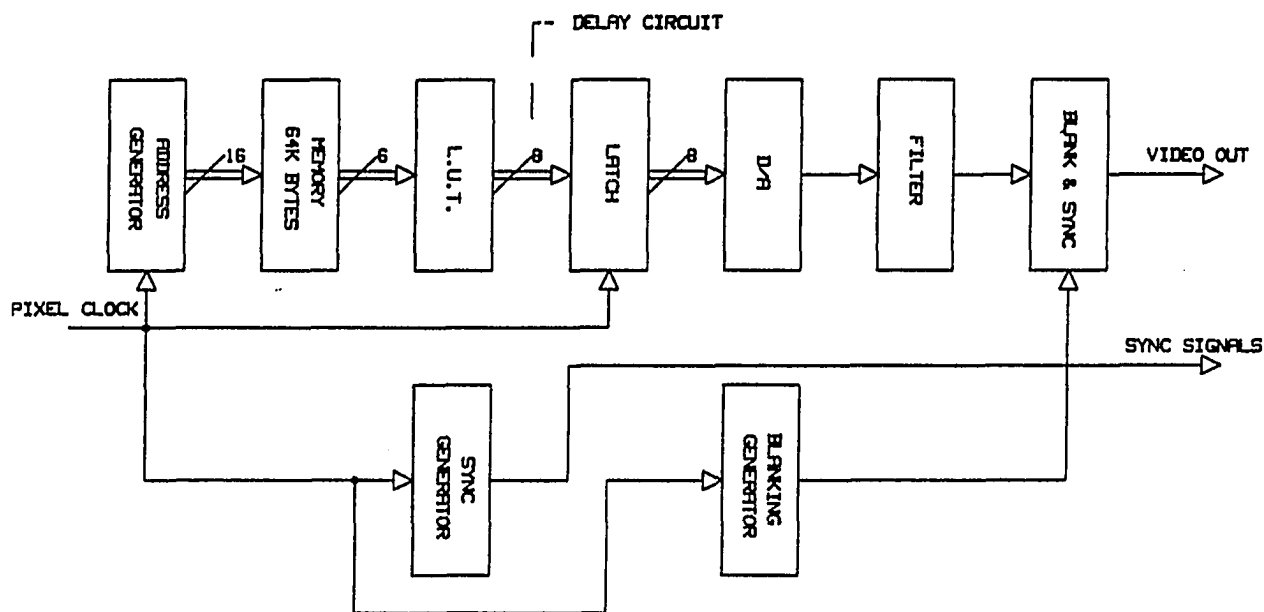 DELAY CIRCUIT
ADDRESS
GENERATOR
16
MEMORY
64K BYTES
6
L.U.T.
8
LATCH
8
D/A
FILTER
BLANK & SYNC
VIDEO OUT
PIXEL CLOCK
SYNC SIGNALS
SYNC
GENERATOR
BLANKING
GENERATOR